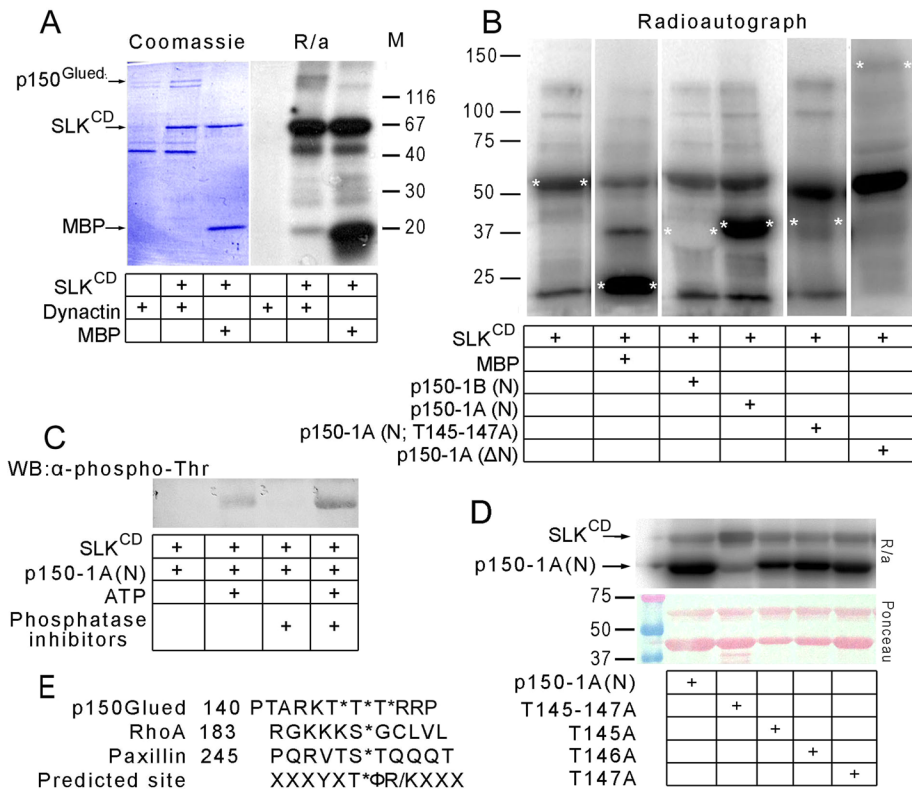 A
Coomassie R/a M
p150Glued
SLKCD
MBP
116
67
40
30
20
SLKCD + + + +
Dynactin + + + +
MBP + +
B
Radioautograph
150
100
75
50
37
25
* *
* *
* *
* *
* *
* *
SLKCD + + + + + +
MBP +
p150-1B (N) +
p150-1A (N) +
p150-1A (N; T145-147A) +
p150-1A (ΔN) +
C
WB:α-phospho-Thr
SLKCD + + + +
p150-1A(N) + + + +
ATP + +
Phosphatase
inhibitors + +
D
SLKCD
p150-1A(N)
R/a
75
50
37
Ponceau
p150-1A(N) +
T145-147A +
T145A +
T146A +
T147A +
E
p150Glued 140 PTARKT*T*T*RRP
RhoA 183 RGKKKS*GCLVL
Paxillin 245 PQRVTS*TQQQT
Predicted site XXXYXT*ΦR/KXXXX